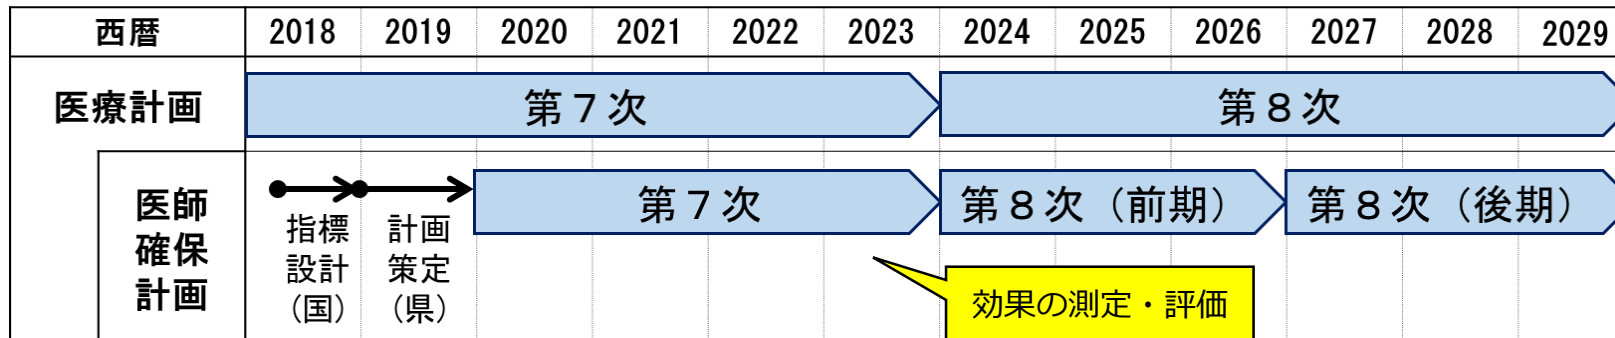 西暦 2018 2019 2020 2021 2022 2023 2024 2025 2026 2027 2028 2029
医療計画 第７次 第８次
医師
確保
計画
指標
設計
（国）
計画
策定
（県）
第７次 第８次（前期） 第８次（後期）
効果の測定・評価